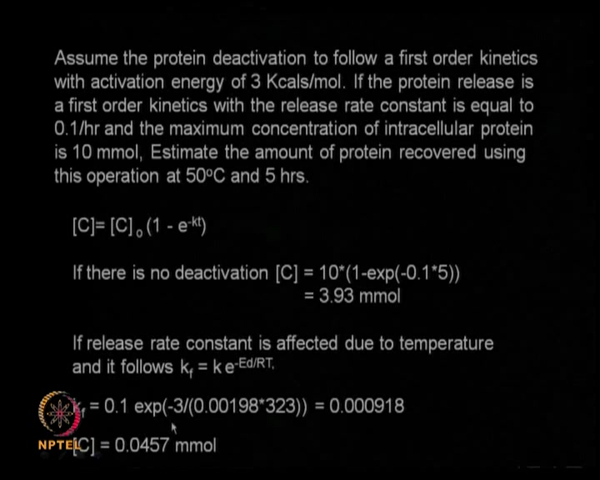 Assume the protein deactivation to follow a first order kinetics
with activation energy of 3 Kcals/mol. If the protein release is
a first order kinetics with the release rate constant is equal to
0.1/hr and the maximum concentration of intracellular protein
is 10 mmol, Estimate the amount of protein recovered using
this operation at 50°C and 5 hrs.
[C]= [C]o (1 - e-kt)
If there is no deactivation [C] = 10*(1-exp(-0.1*5))
= 3.93 mmol
If release rate constant is affected due to temperature
and it follows kf = k e-Ed/RT,
f = 0.1 exp(-3/(0.00198*323)) = 0.000918
NPTEL
[C] = 0.0457 mmol